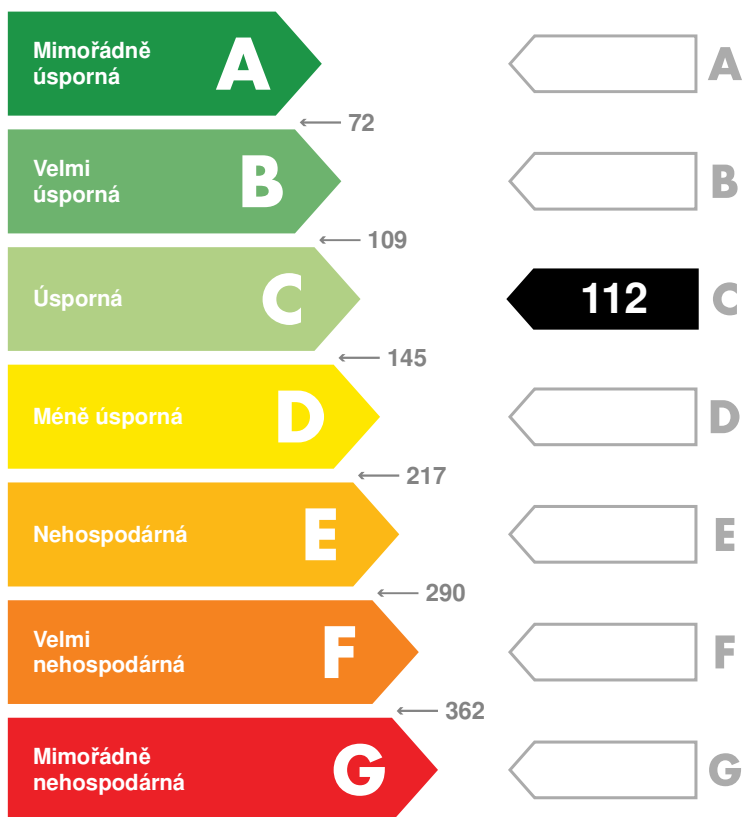 Mimořádně
úsporná
A
A
← 72
Velmi
úsporná
B
B
← 109
Úsporná
C
112
C
← 145
Méně úsporná
D
D
← 217
Nehospodárná
E
E
← 290
Velmi
nehospodárná
F
F
← 362
Mimořádně
nehospodárná
G
G